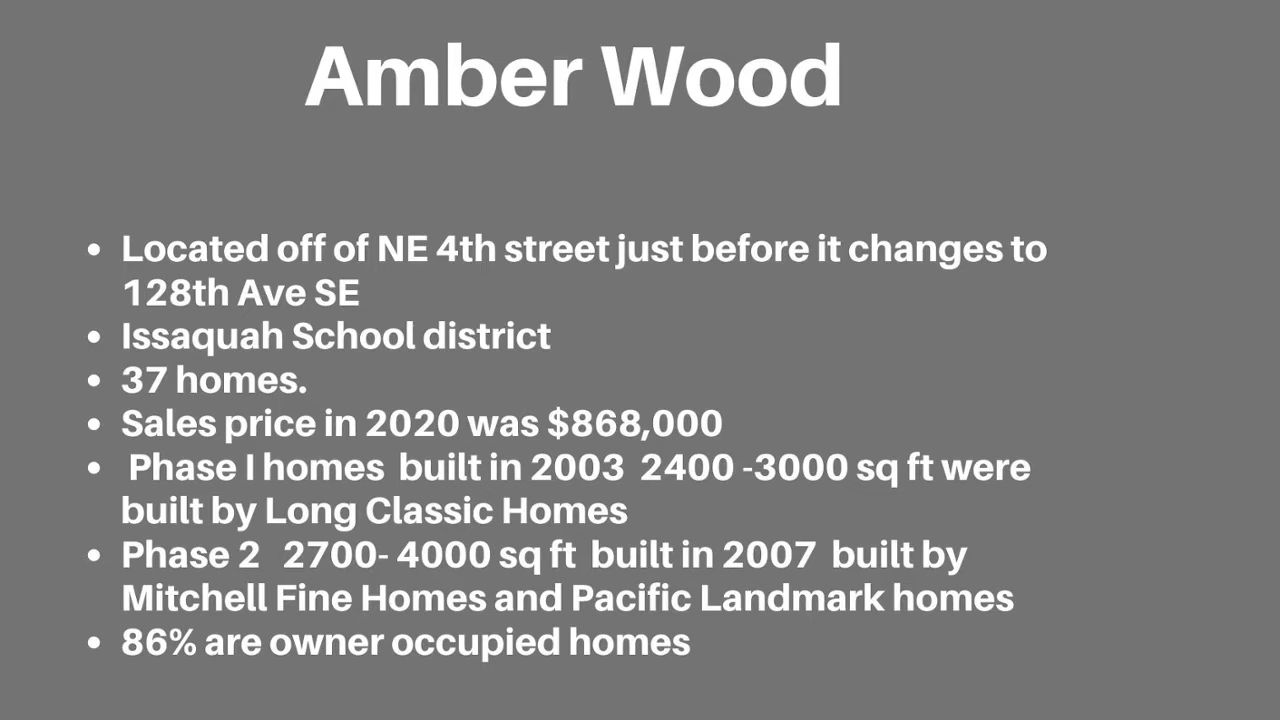 Amber Wood
• Located off of NE 4th street just before it changes to
128th Ave SE
• Issaquah School district
• 37 homes.
• Sales price in 2020 was $868,000
• Phase I homes  built in 2003  2400 -3000 sq ft were
built by Long Classic Homes
• Phase 2   2700- 4000 sq ft  built in 2007  built by
Mitchell Fine Homes and Pacific Landmark homes
• 86% are owner occupied homes